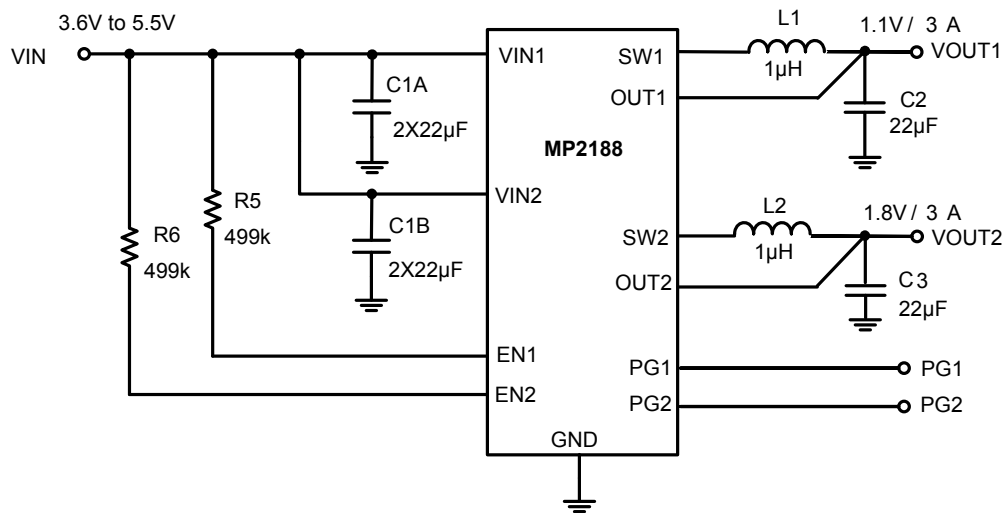 3.6V to 5.5V
VIN
VIN1
C1A
2X22µF
VIN2
C1B
2X22µF
R5
499k
R6
499k
EN1
EN2
MP2188
GND
SW1
OUT1
L1
1µH
1.1V / 3 A
VOUT1
C2
22µF
SW2
OUT2
L2
1µH
1.8V / 3 A
VOUT2
C3
22µF
PG1
PG2
PG1
PG2